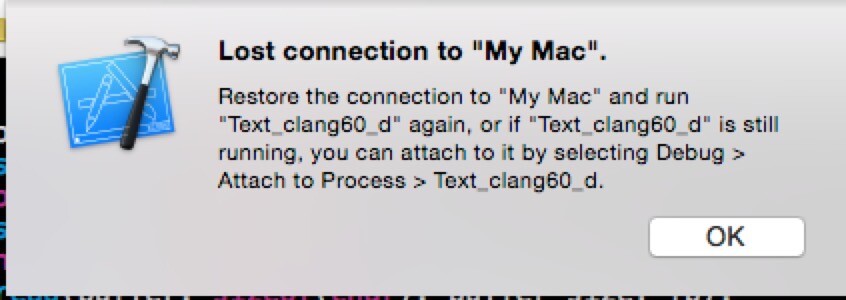 Lost connection to "My Mac".
Restore the connection to "My Mac" and run
"Text_clang60_d" again, or if "Text_clang60_d" is still
running, you can attach to it by selecting Debug >
Attach to Process > Text_clang60_d.
OK